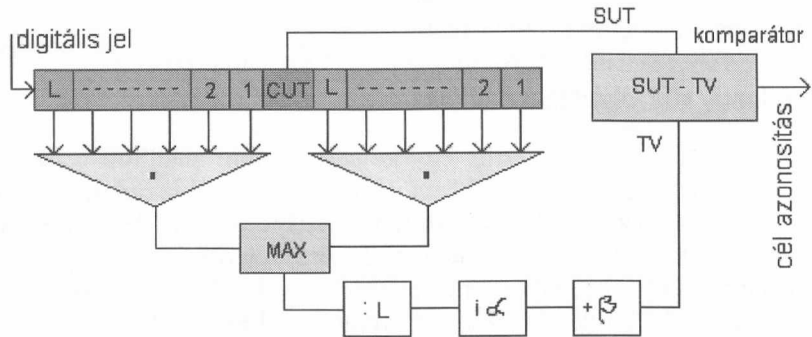 SUT
digitális jel
komparátor
L 2 1 CUT L 2 1
SUT - TV
TV
cél azonosítás
MAX
: L
i α
+ β